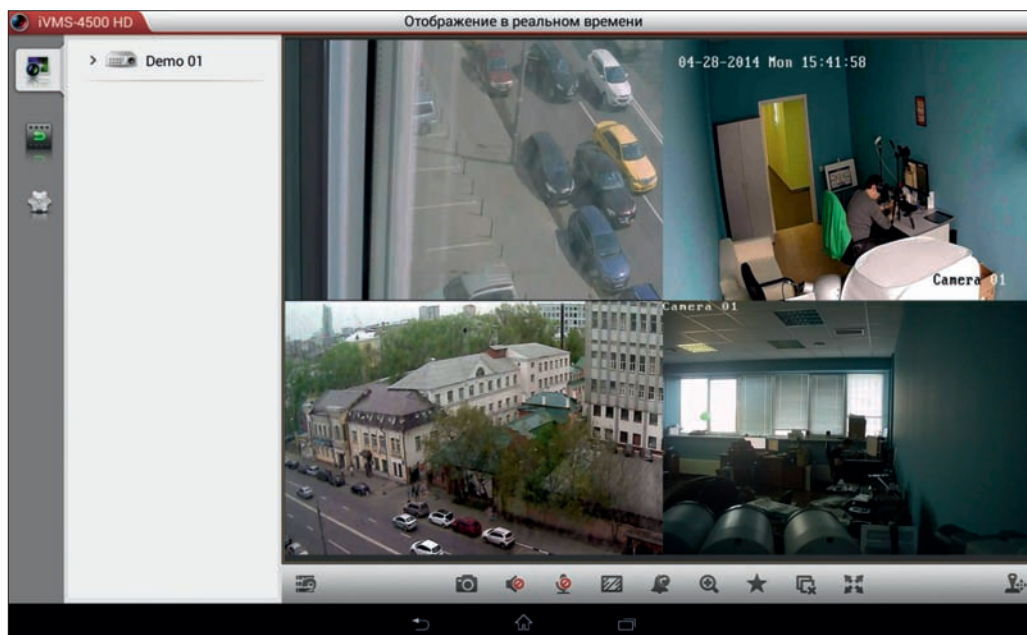 iVMS-4500 HD
Отображение в реальном времени
Demo 01
04-28-2014 Mon 15:41:58
Camera 01
Camera 01